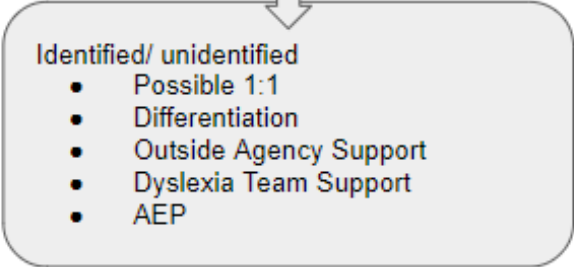 Identified/ unidentified
● Possible 1:1
● Differentiation
● Outside Agency Support
● Dyslexia Team Support
● AEP